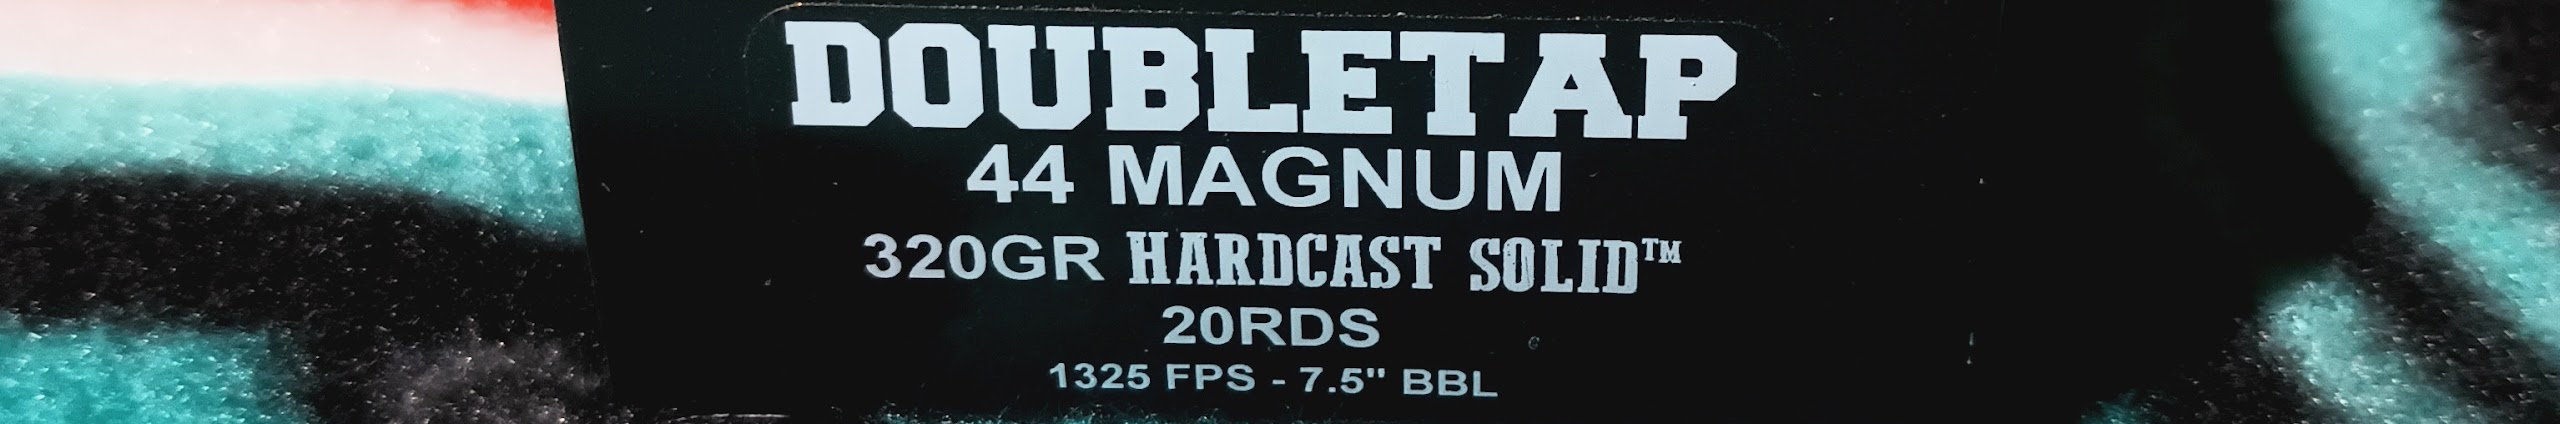 DOUBLETAP
44 MAGNUM
320GR HARDCAST SOLID™
20RDS
1325 FPS - 7.5" BBL